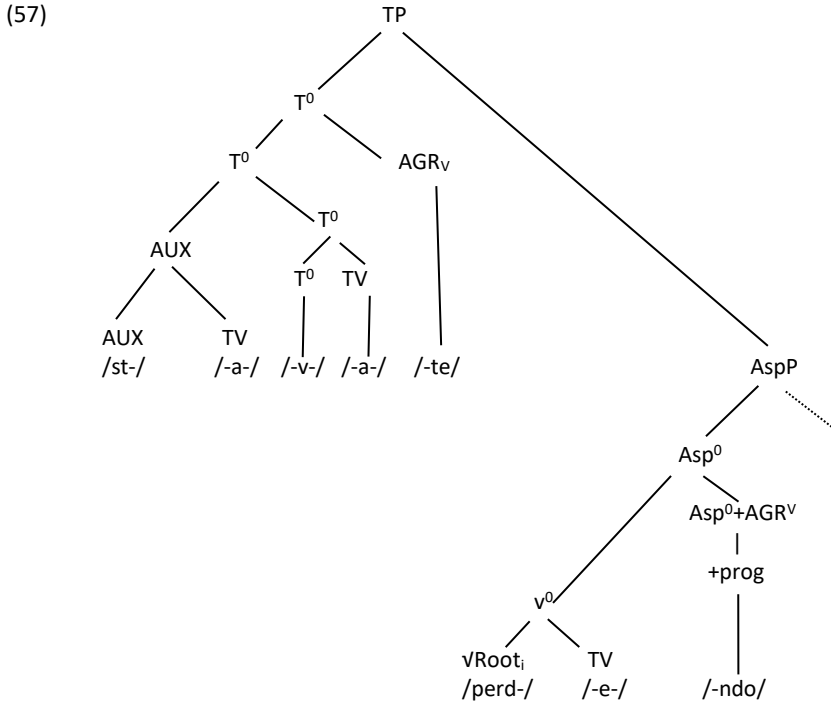 (57) TP
T⁰
T⁰ AGRV
T⁰
AUX
T⁰ TV
AUX TV
/st-/ /-a-/ /-v-/ /-a-/ /-te/
AspP
Asp⁰
Asp⁰+AGRⱽ
+prog
v⁰
√Rootᵢ TV
/perd-/ /-e-/ /-ndo/